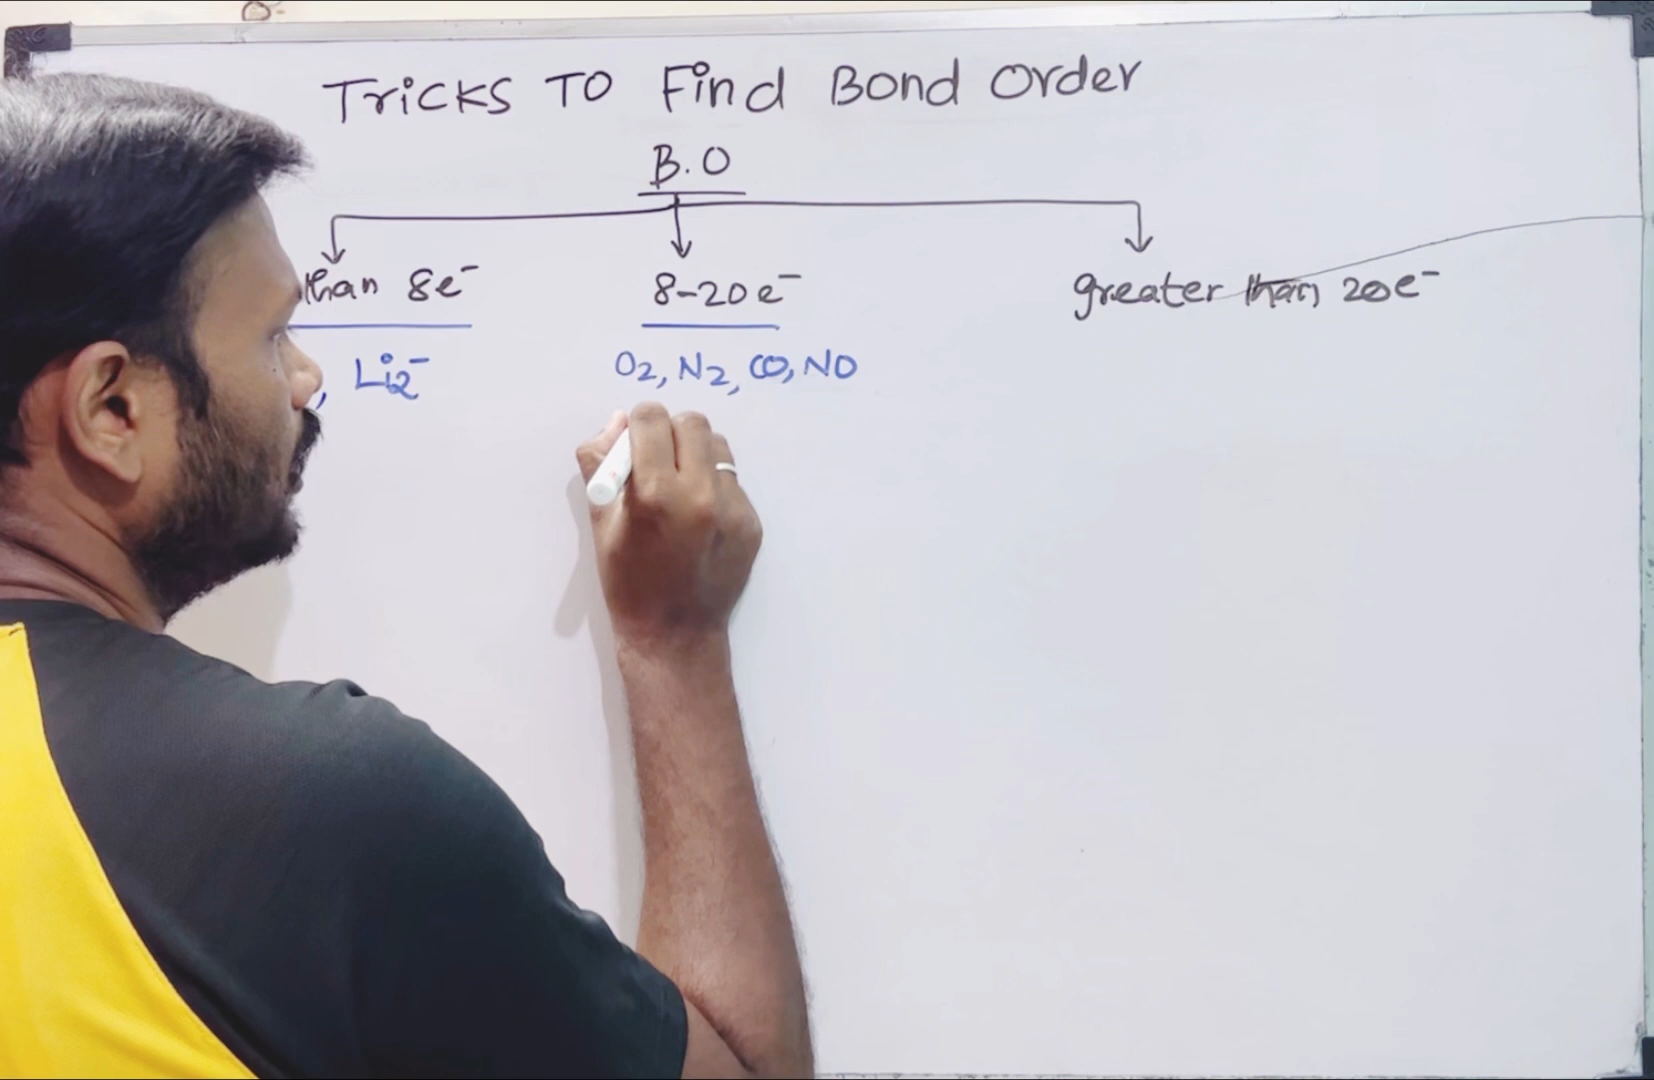 Tricks To Find Bond Order
B.O
than 8e⁻ 8-20e⁻ greater than 20e⁻
, Li₂⁻ O₂, N₂, CO, NO